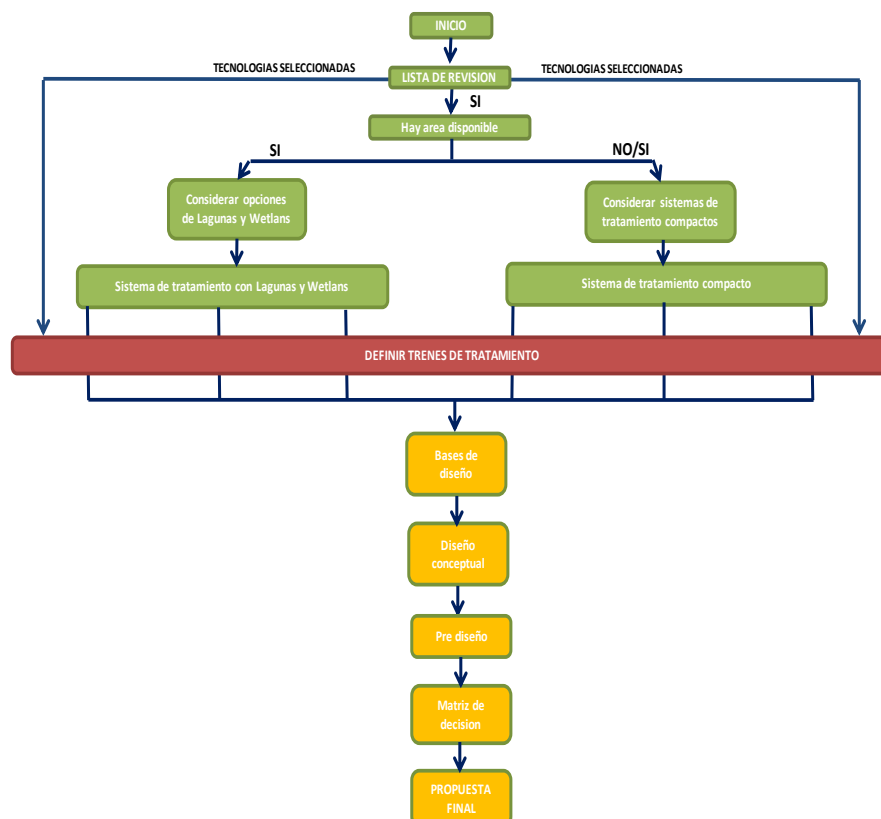 INICIO
TECNOLOGIAS SELECCIONADAS
LISTA DE REVISION
TECNOLOGIAS SELECCIONADAS
SI
Hay area disponible
SI
NO/SI
Considerar opciones
de Lagunas y Wetlans
Considerar sistemas de
tratamiento compactos
Sistema de tratamiento con Lagunas y Wetlans
Sistema de tratamiento compacto
DEFINIR TRENES DE TRATAMIENTO
Bases de
diseño
Diseño
conceptual
Pre diseño
Matriz de
decision
PROPUESTA
FINAL